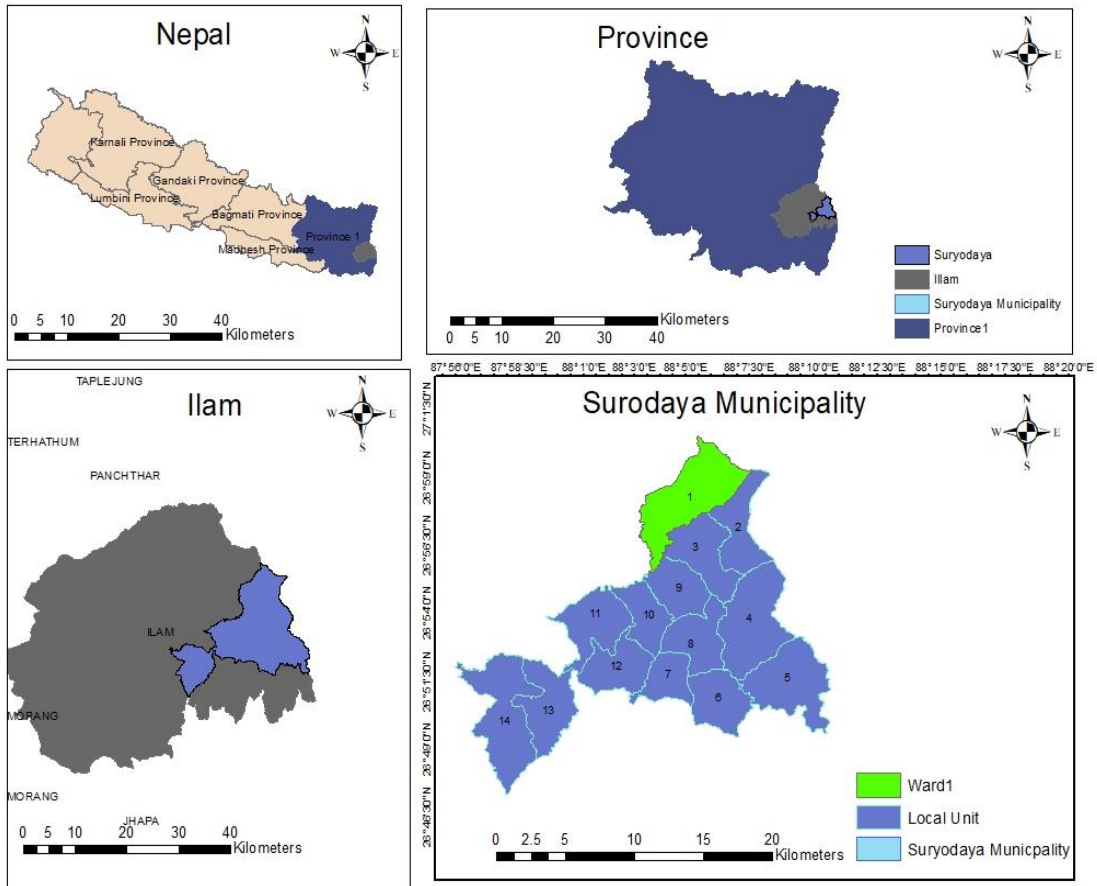 Nepal
N
W E
S
Karnali Province
Gandaki Province
Lumbini Province
Bagmati Province
Province 1
Madhesh Province
0 5 10 20 30 40
Kilometers
Province
N
W E
S
Suryodaya
Illam
Suryodaya Municipality
Province1
0 5 10 20 30 40
Kilometers
Ilam
N
W E
S
TAPLEJUNG
TERHATHUM
PANCHTHAR
ILAM
MORANG
MORANG
JHAPA
0 5 10 20 30 40
Kilometers
87°56'0"E 87°58'30"E 88°1'0"E 88°3'30"E 88°5'0"E 88°7'30"E 88°10'0"E 88°12'30"E 88°15'0"E 88°17'30"E 88°20'0"E
Surodaya Municipality
N
W E
S
27°1'30"N
26°59'0"N
26°56'30"N
26°54'0"N
26°51'30"N
26°49'0"N
26°46'30"N
1
2
3
9
11
10
4
8
12
7
5
6
13
14
Ward1
Local Unit
Suryodaya Municpality
0 2.5 5 10 15 20
Kilometers